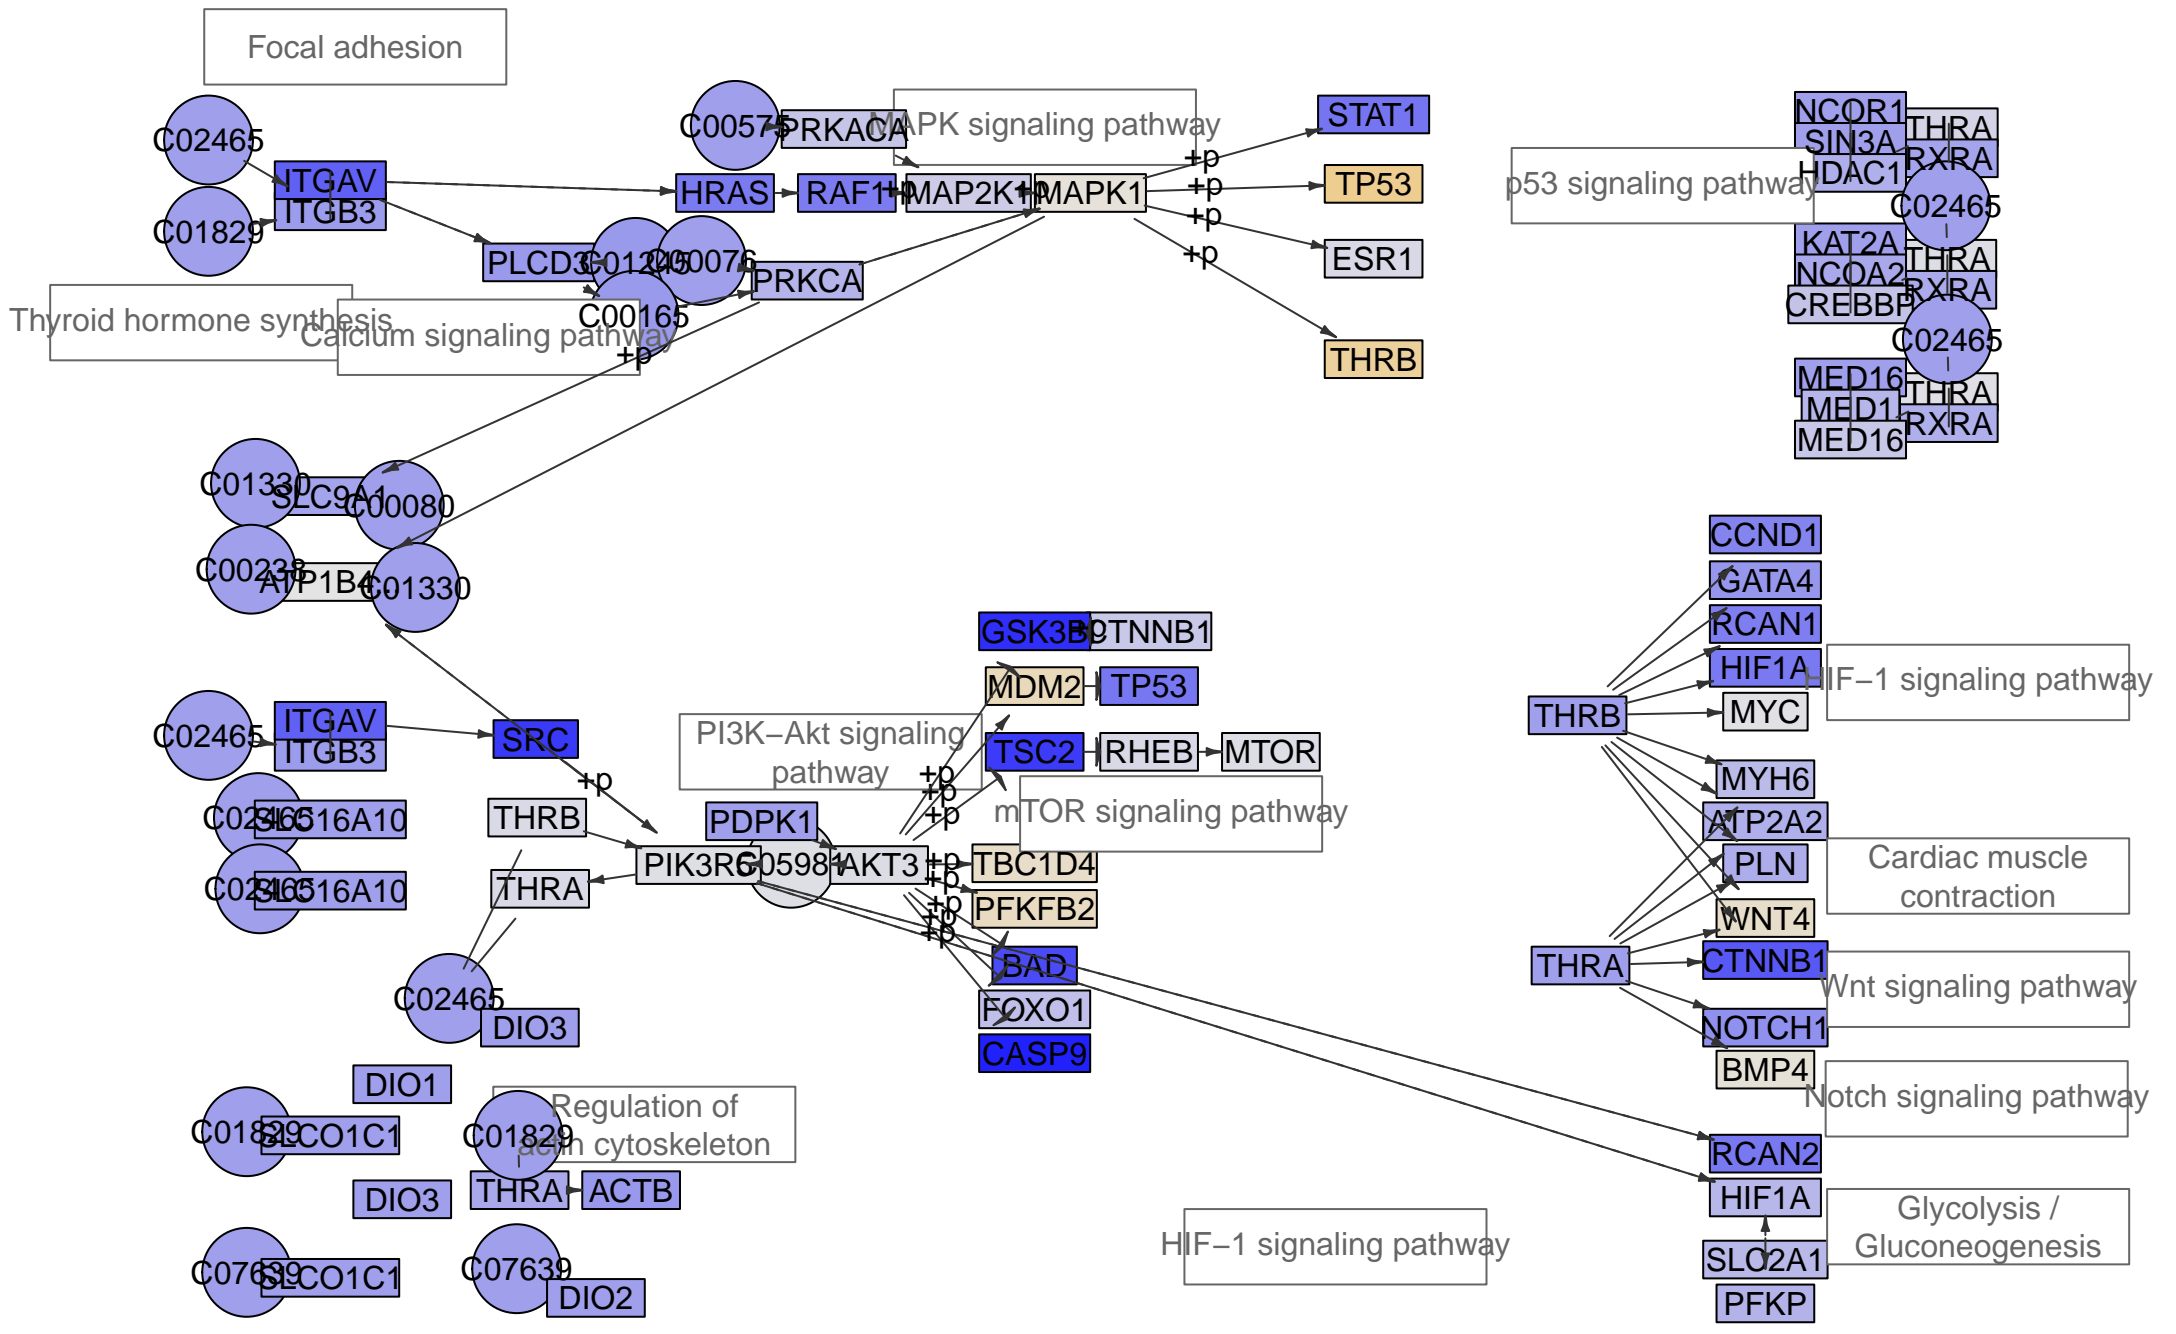 Focal adhesion
C02465
ITGAV
ITGB3
C01829
C00575
PRKACA
MAPK signaling pathway
HRAS
RAF1
+p
MAP2K1
+p
MAPK1
PLCD3
C01245
C00076
C00165
PRKCA
Thyroid hormone synthesis
Calcium signaling pathway
+p
+p
+p
+p
+p
STAT1
TP53
ESR1
THRB
p53 signaling pathway
NCOR1
SIN3A
HDAC1
THRA
RXRA
C02465
KAT2A
NCOA2
CREBBP
THRA
RXRA
C02465
MED16
MED1
MED16
THRA
RXRA
C01330
SLC9A1
C00080
C00238
ATP1B4...
C01330
C02465
ITGAV
ITGB3
SRC
+p
C02465
SLC16A10
C02465
SLC16A10
THRB
THRA
C02465
DIO3
PI3K−Akt signaling
pathway
PDPK1
PIK3R6
C05981
AKT3
GSK3B
+p
CTNNB1
MDM2
TP53
TSC2
RHEB
MTOR
mTOR signaling pathway
+p
+p
+p
+p
+p
+p
+p
+p
TBC1D4
PFKFB2
BAD
FOXO1
CASP9
CCND1
GATA4
RCAN1
HIF1A
HIF−1 signaling pathway
MYC
THRB
MYH6
ATP2A2
PLN
Cardiac muscle
contraction
WNT4
THRA
CTNNB1
Wnt signaling pathway
NOTCH1
BMP4
Notch signaling pathway
RCAN2
HIF1A
Glycolysis /
Gluconeogenesis
SLC2A1
PFKP
HIF−1 signaling pathway
DIO1
C01829
SLCO1C1
Regulation of
actin cytoskeleton
C01829
THRA
ACTB
DIO3
C07639
SLCO1C1
C07639
DIO2